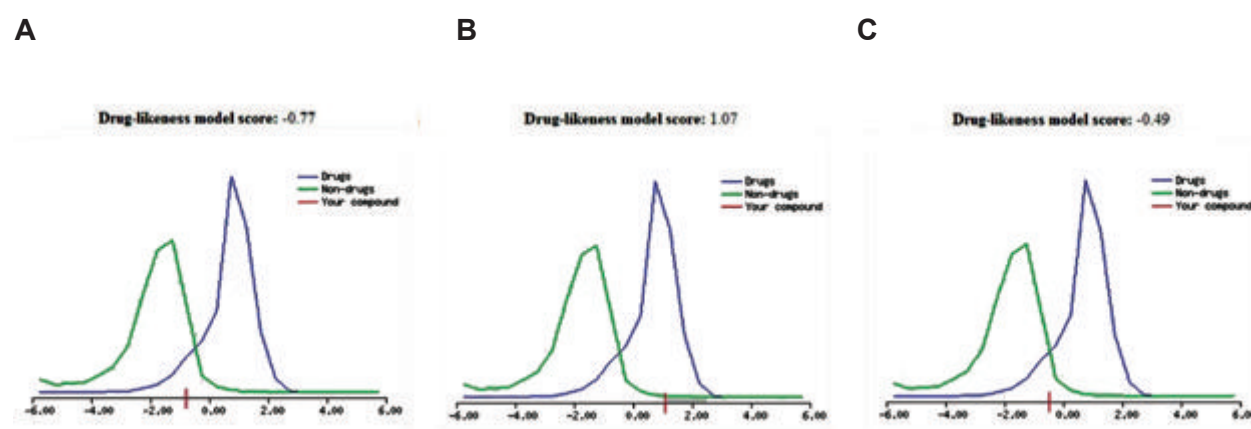 A
B
C
Drug-likeness model score: -0.77
Drug-likeness model score: 1.07
Drug-likeness model score: -0.49
Drugs
Non-drugs
Your compound
Drugs
Non-drugs
Your compound
Drugs
Non-drugs
Your compound
-6.00 -4.00 -2.00 0.00 2.00 4.00 6.00
-6.00 -4.00 -2.00 0.00 2.00 4.00 6.00
-6.00 -4.00 -2.00 0.00 2.00 4.00 6.00